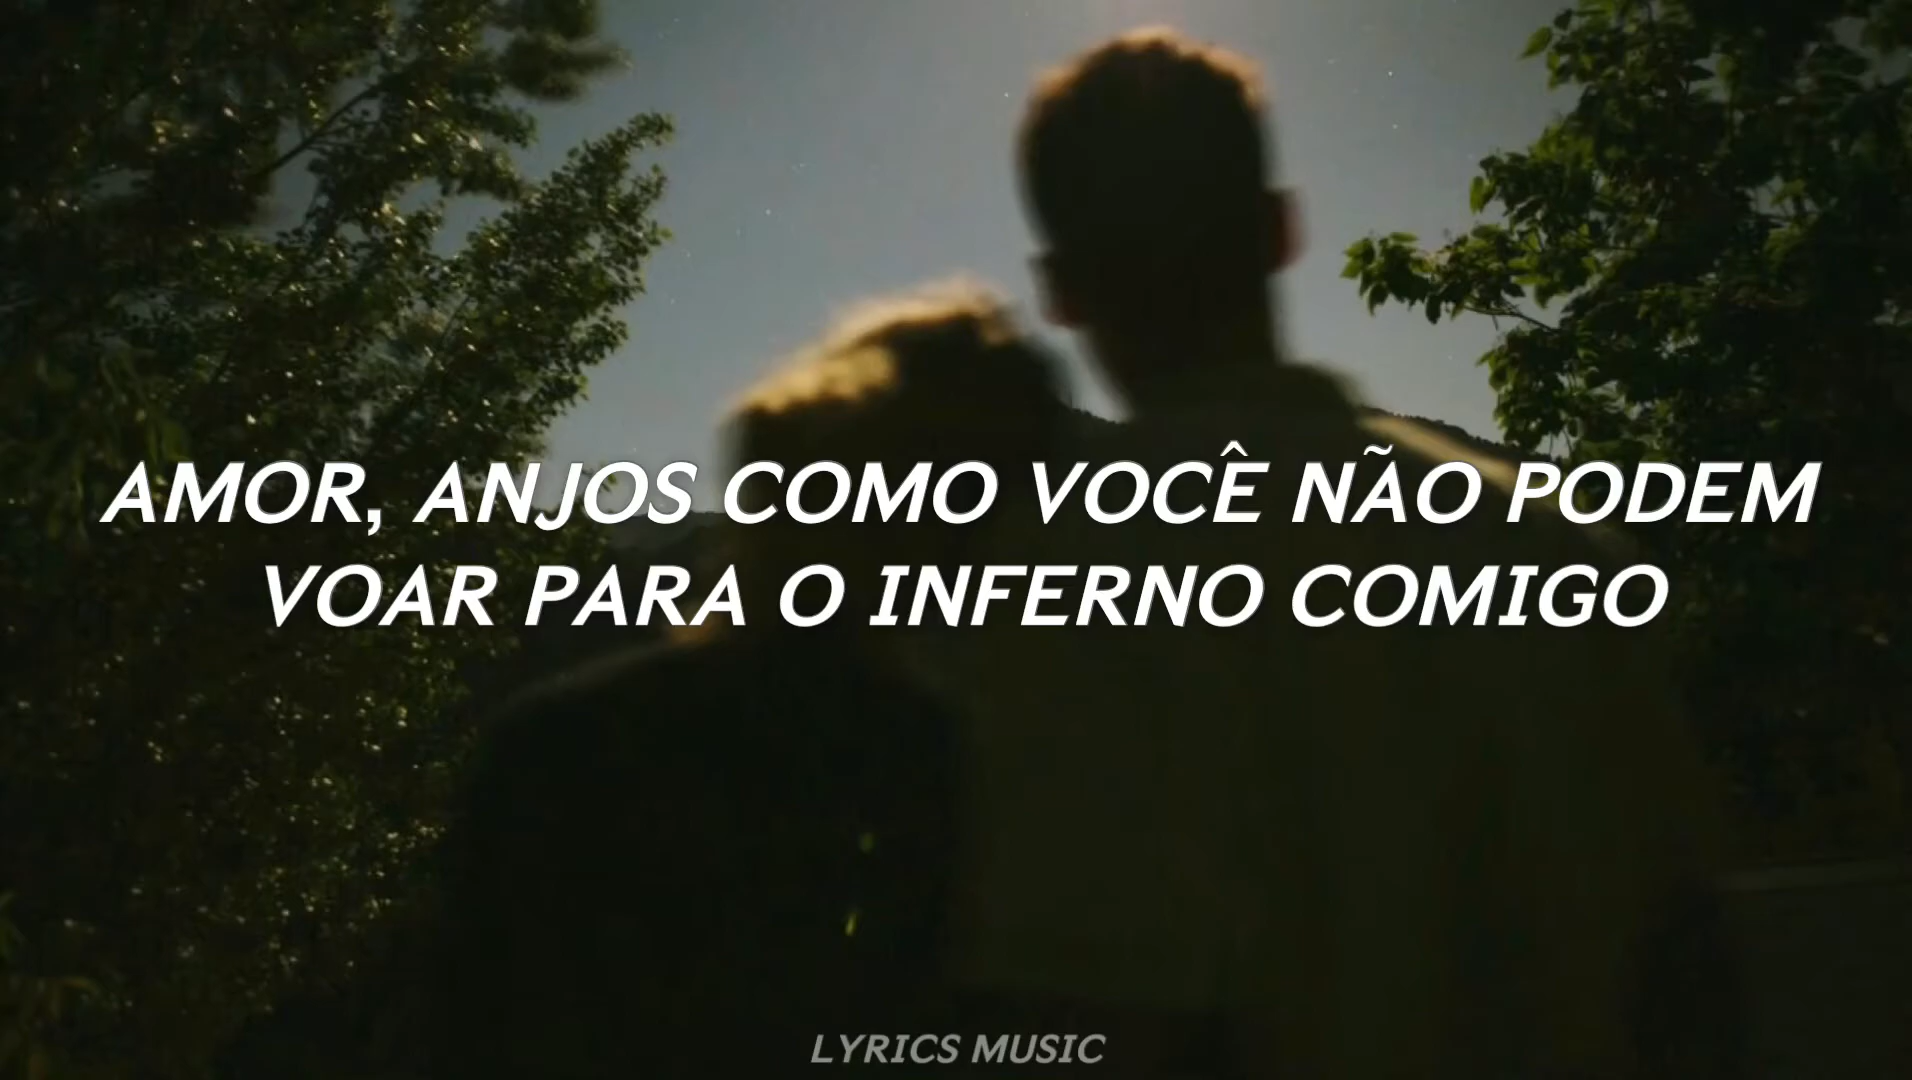 AMOR, ANJOS COMO VOCÊ NÃO PODEM
VOAR PARA O INFERNO COMIGO
LYRICS MUSIC